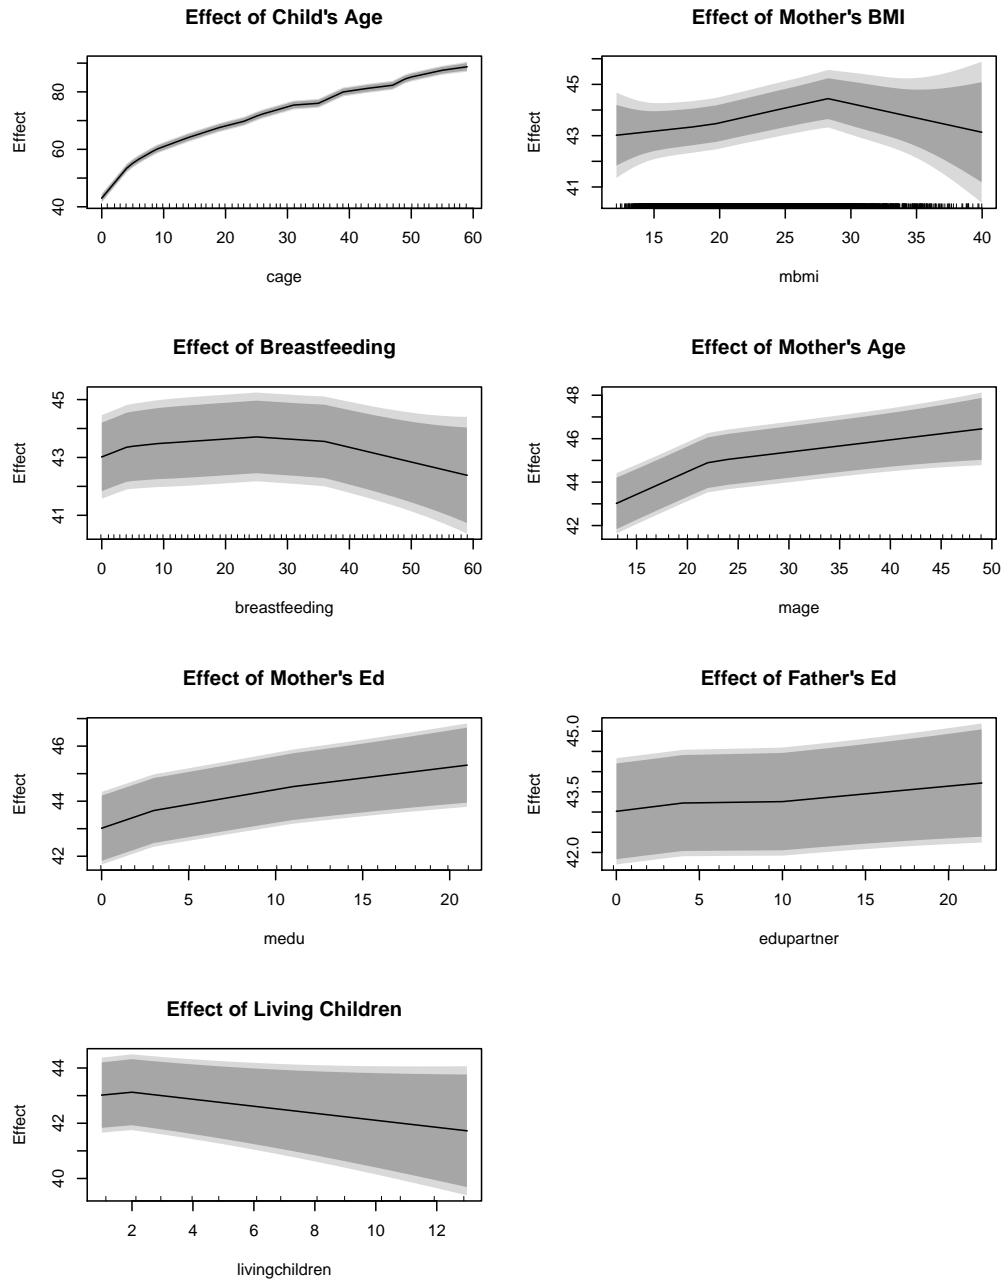 Effect of Child's Age
Effect
40 60 80
0 10 20 30 40 50 60
cage
Effect of Mother's BMI
Effect
41 43 45
15 20 25 30 35 40
mbmi
Effect of Breastfeeding
Effect
41 43 45
0 10 20 30 40 50 60
breastfeeding
Effect of Mother's Age
Effect
42 44 46 48
15 20 25 30 35 40 45 50
mage
Effect of Mother's Ed
Effect
42 44 46
0 5 10 15 20
medu
Effect of Father's Ed
Effect
42.0 43.5 45.0
0 5 10 15 20
edupartner
Effect of Living Children
Effect
40 42 44
2 4 6 8 10 12
livingchildren